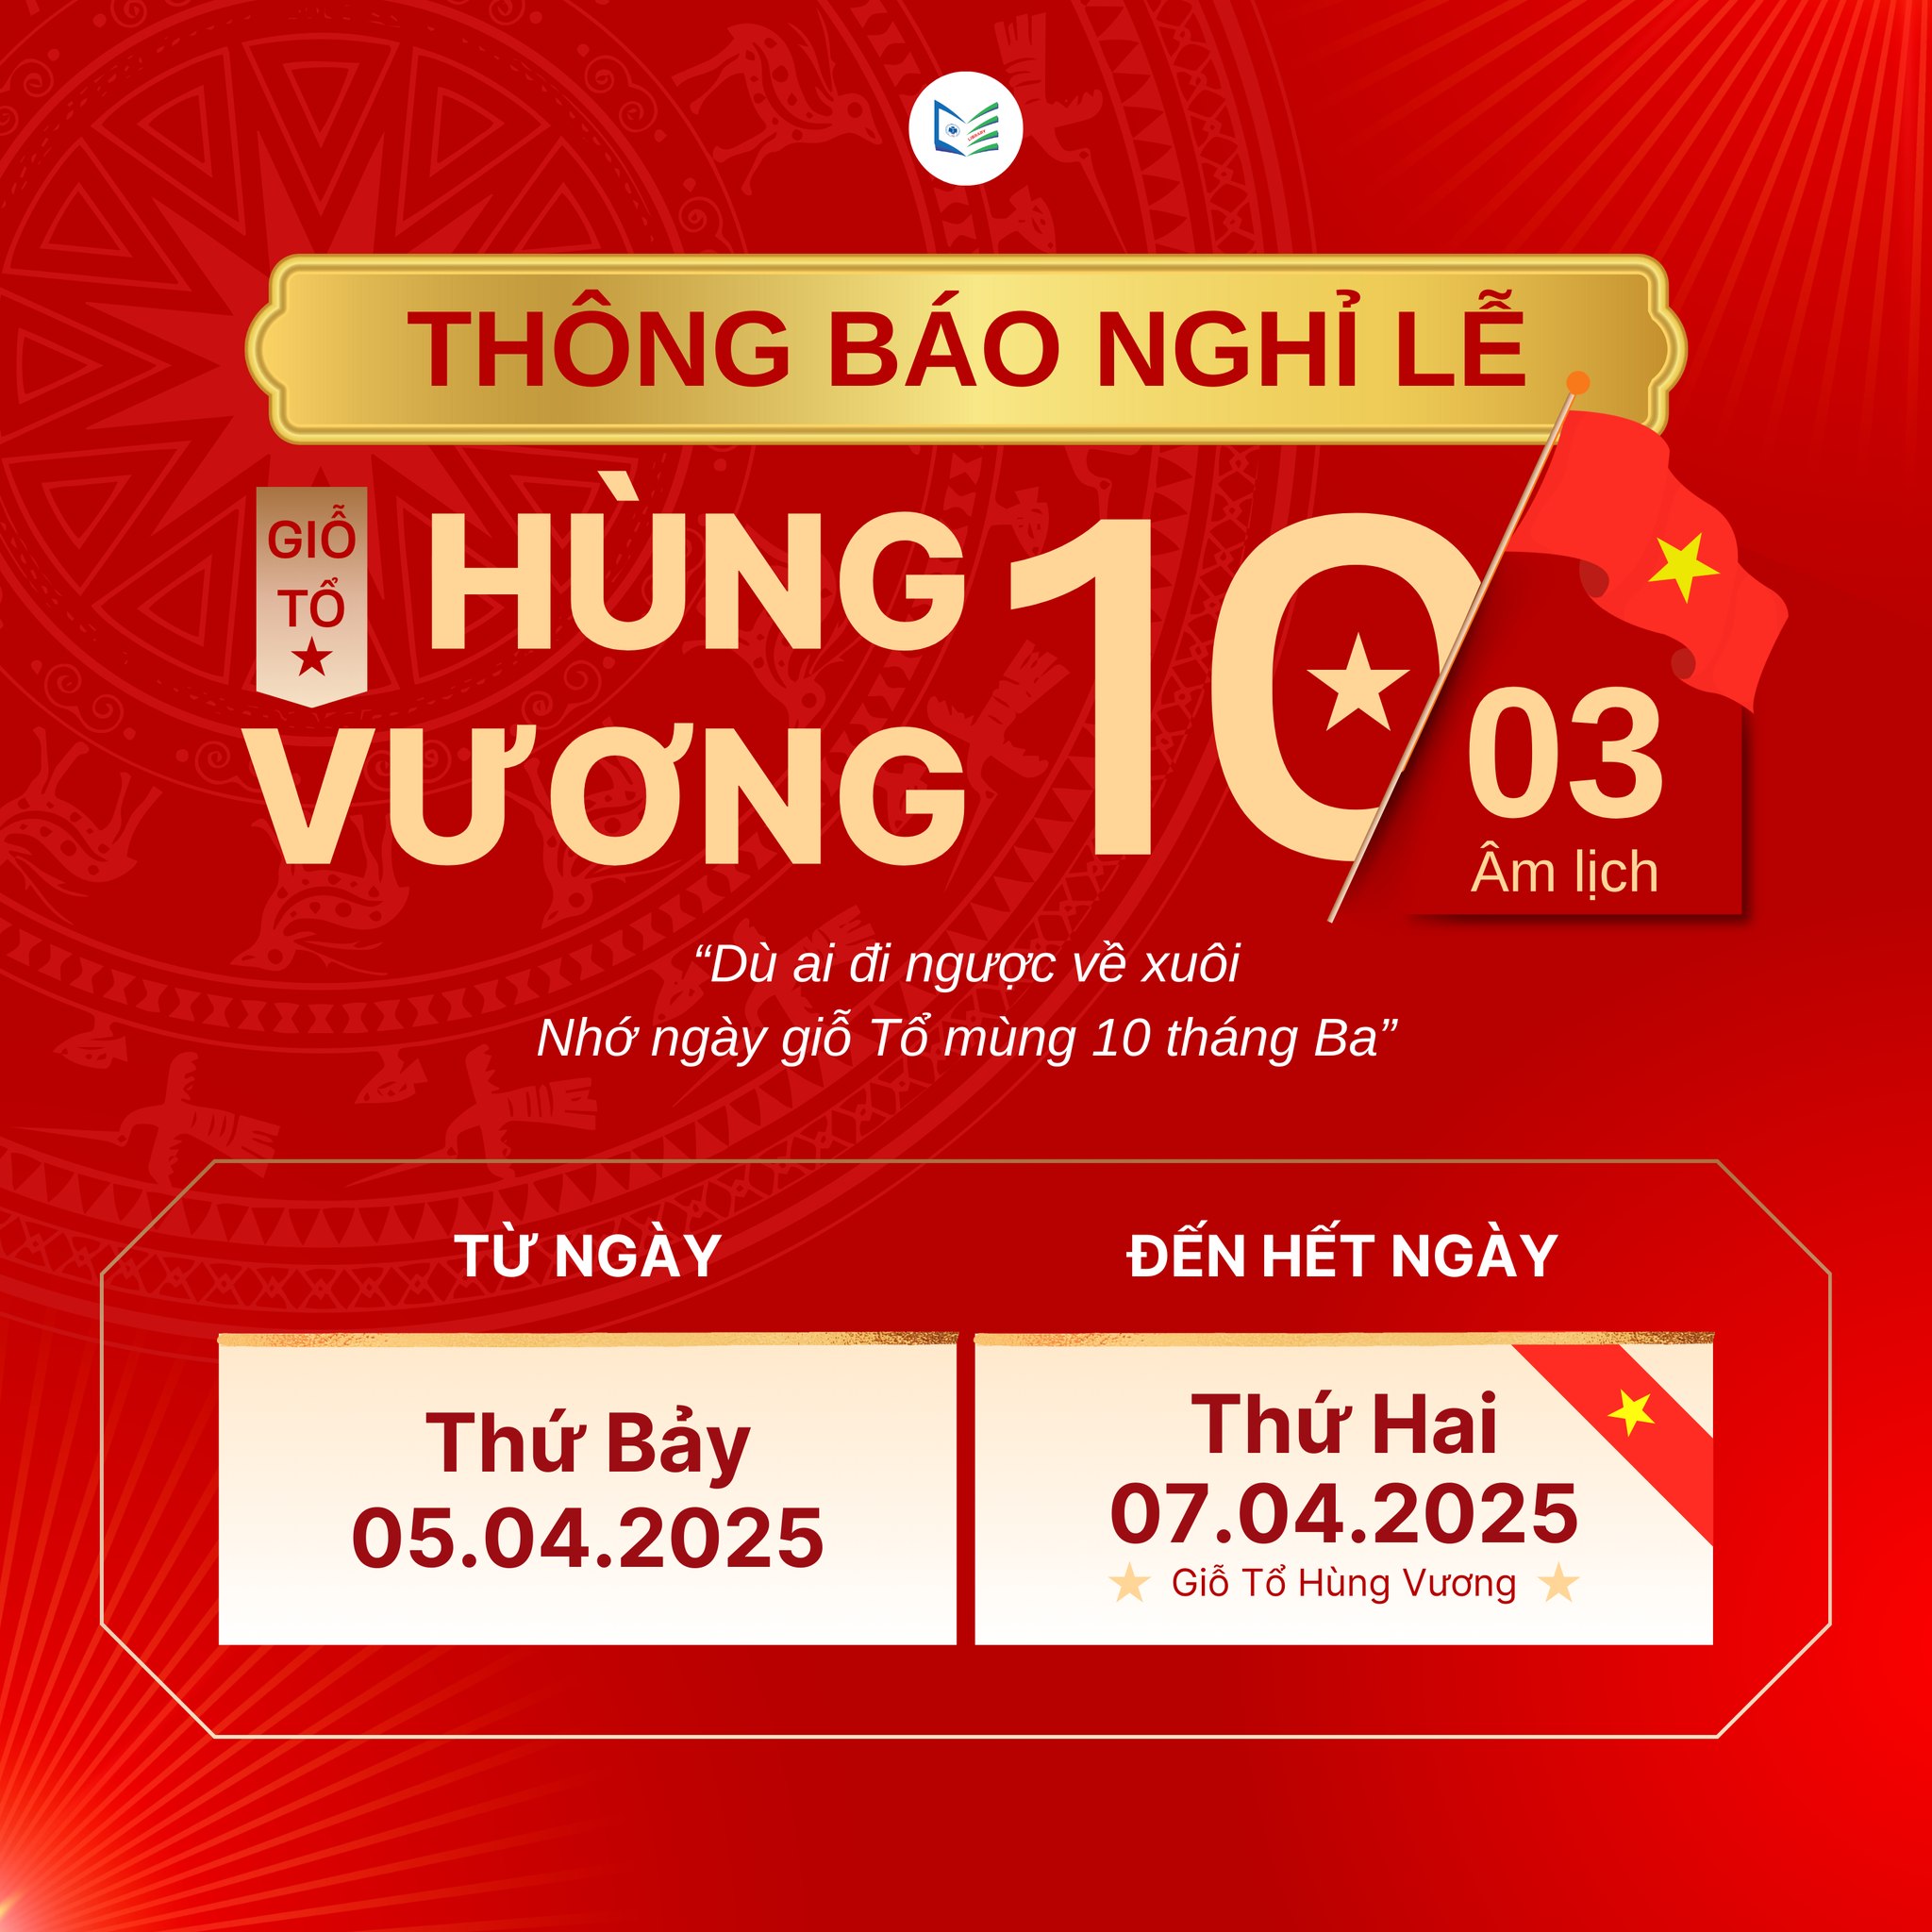 LIBRARY
THÔNG BÁO NGHỈ LỄ
GIỖ
TỔ
HÙNG
VƯƠNG
10
03
Âm lịch
“Dù ai đi ngược về xuôi
Nhớ ngày giỗ Tổ mùng 10 tháng Ba”
TỪ NGÀY
Thứ Bảy
05.04.2025
ĐẾN HẾT NGÀY
Thứ Hai
07.04.2025
Giỗ Tổ Hùng Vương